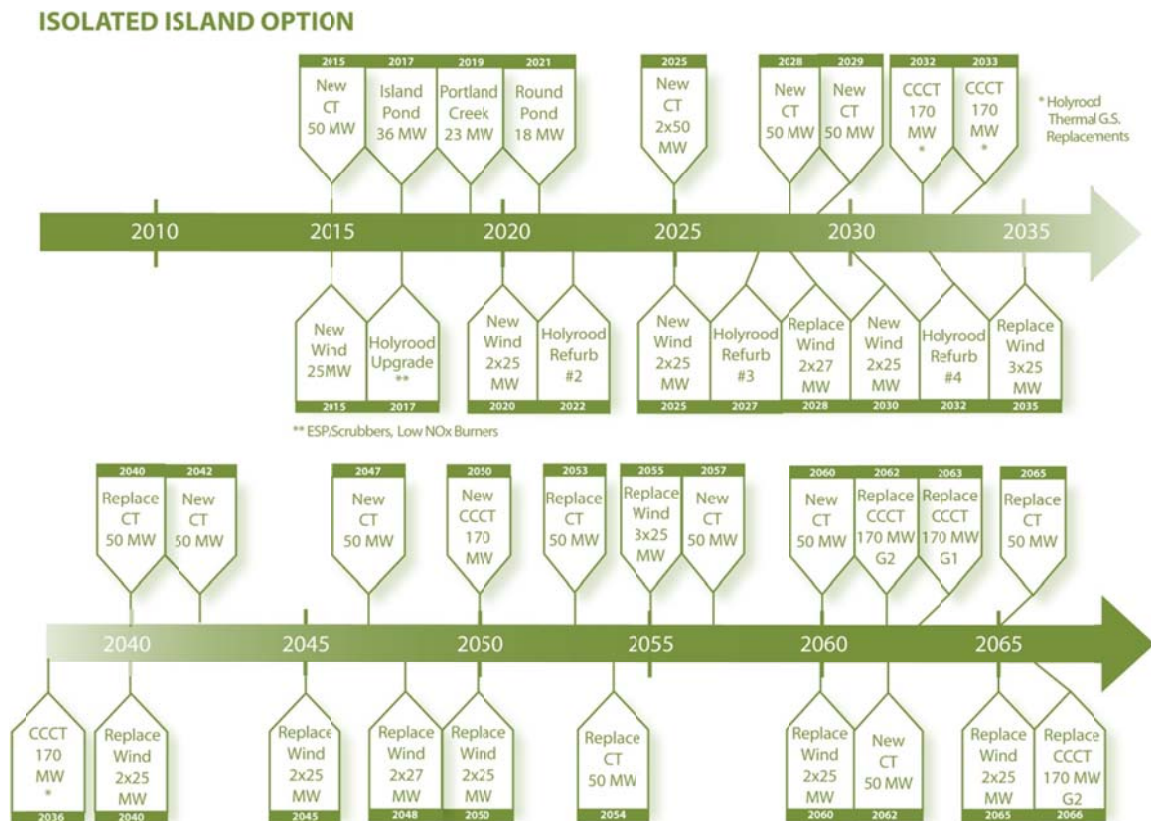 ISOLATED ISLAND OPTION
2015
New
CT
50 MW
2017
Island
Pond
36 MW
2019
Portland
Creek
23 MW
2021
Round
Pond
18 MW
2025
New
CT
2x50
MW
2028
New
CT
50 MW
2029
New
CT
50 MW
2032
CCCT
170
MW
*
2033
CCCT
170
MW
*
* Holyrood
Thermal G.S.
Replacements
2010
2015
2020
2025
2030
2035
New
Wind
25MW
2015
Holyrood
Upgrade
**
2017
New
Wind
2x25
MW
2020
Holyrood
Refurb
#2
2022
New
Wind
2x25
MW
2025
Holyrood
Refurb
#3
2027
Replace
Wind
2x27
MW
2028
New
Wind
2x25
MW
2030
Holyrood
Refurb
#4
2032
Replace
Wind
3x25
MW
2035
** ESP,Scrubbers, Low NOx Burners
2040
Replace
CT
50 MW
2042
New
CT
50 MW
2047
New
CT
50 MW
2050
New
CCCT
170
MW
2053
Replace
CT
50 MW
2055
Replace
Wind
3x25
MW
2057
New
CT
50 MW
2060
New
CT
50 MW
2062
Replace
CCCT
170 MW
G2
2063
Replace
CCCT
170 MW
G1
2065
Replace
CT
50 MW
2040
2045
2050
2055
2060
2065
CCCT
170
MW
*
2036
Replace
Wind
2x25
MW
2040
Replace
Wind
2x25
MW
2045
Replace
Wind
2x27
MW
2048
Replace
Wind
2x25
MW
2050
Replace
CT
50 MW
2054
Replace
Wind
2x25
MW
2060
New
CT
50 MW
2062
Replace
Wind
2x25
MW
2065
Replace
CCCT
170 MW
G2
2066